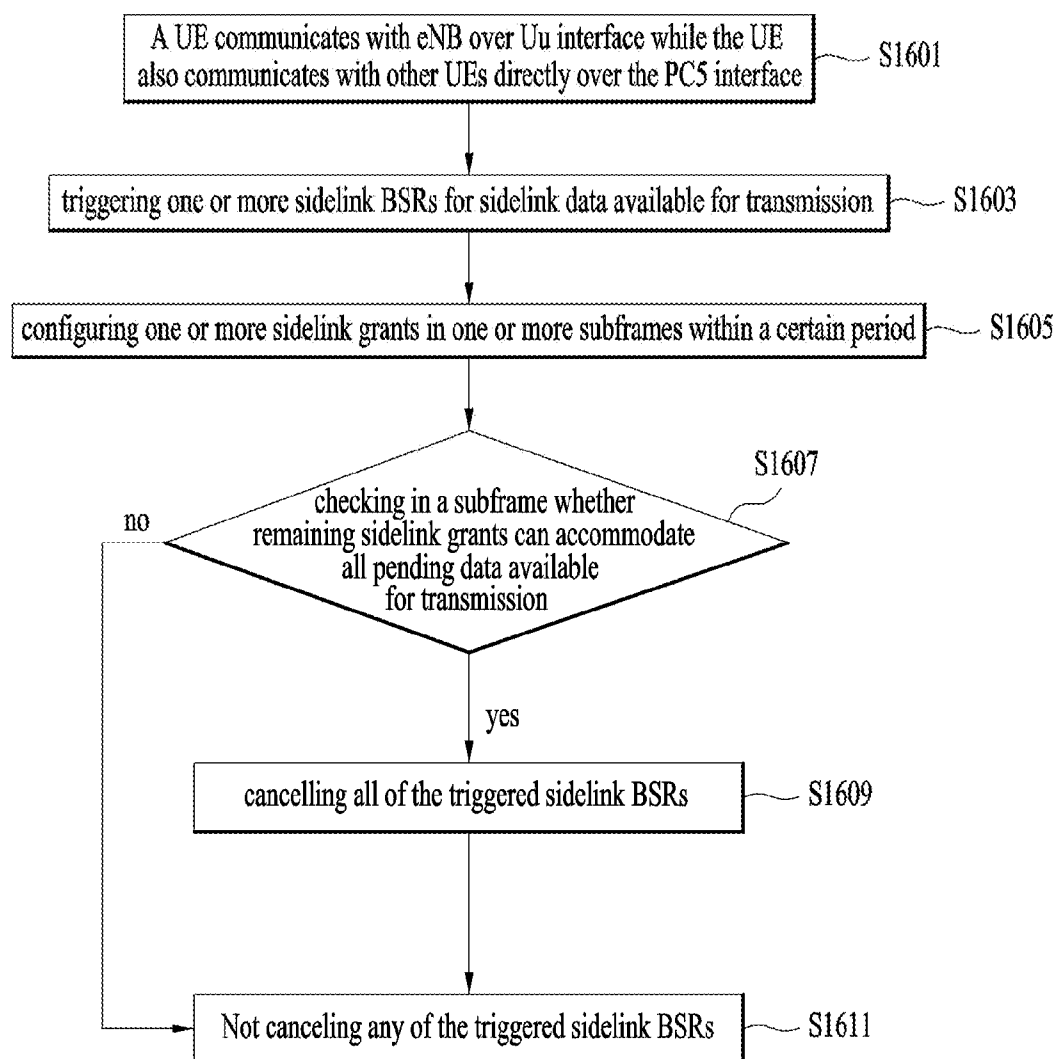 A UE communicates with eNB over Uu interface while the UE
also communicates with other UEs directly over the PC5 interface
S1601
triggering one or more sidelink BSRs for sidelink data available for transmission
S1603
configuring one or more sidelink grants in one or more subframes within a certain period
S1605
S1607
checking in a subframe whether
remaining sidelink grants can accommodate
all pending data available
for transmission
no
yes
cancelling all of the triggered sidelink BSRs
S1609
Not canceling any of the triggered sidelink BSRs
S1611